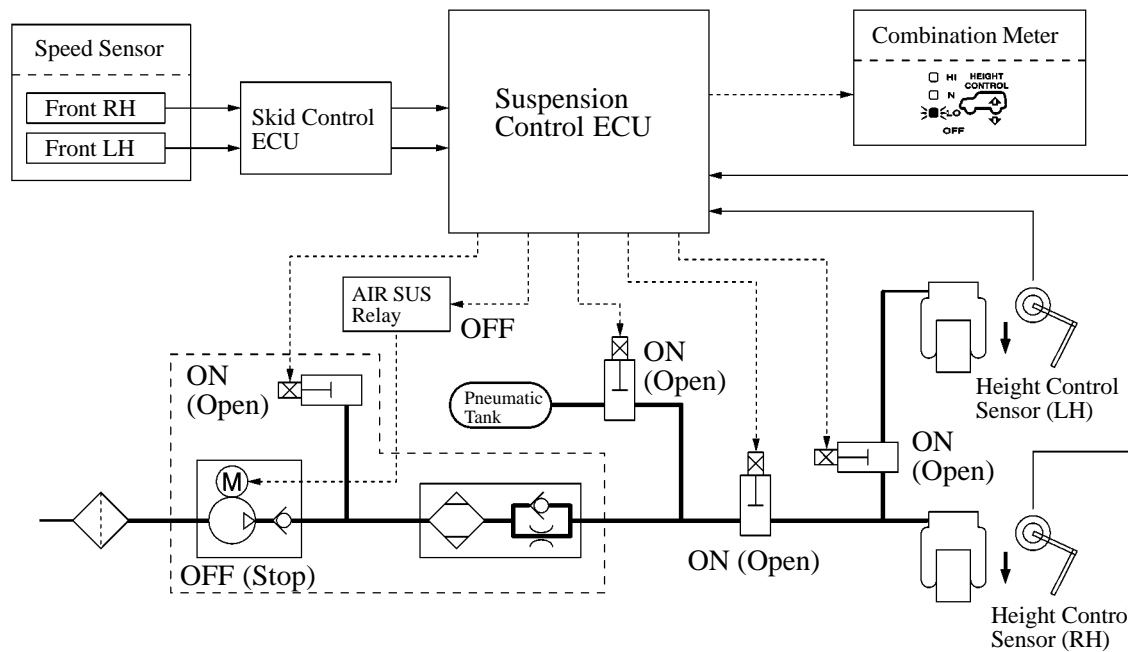 Speed Sensor
Front RH
Front LH
Skid Control
ECU
Suspension
Control ECU
Combination Meter
HI
HEIGHT
CONTROL
N
LO
OFF
AIR SUS
Relay
OFF
ON
(Open)
ON
(Open)
Pneumatic
Tank
ON
(Open)
Height Control
Sensor (LH)
M
OFF (Stop)
ON (Open)
Height Control
Sensor (RH)